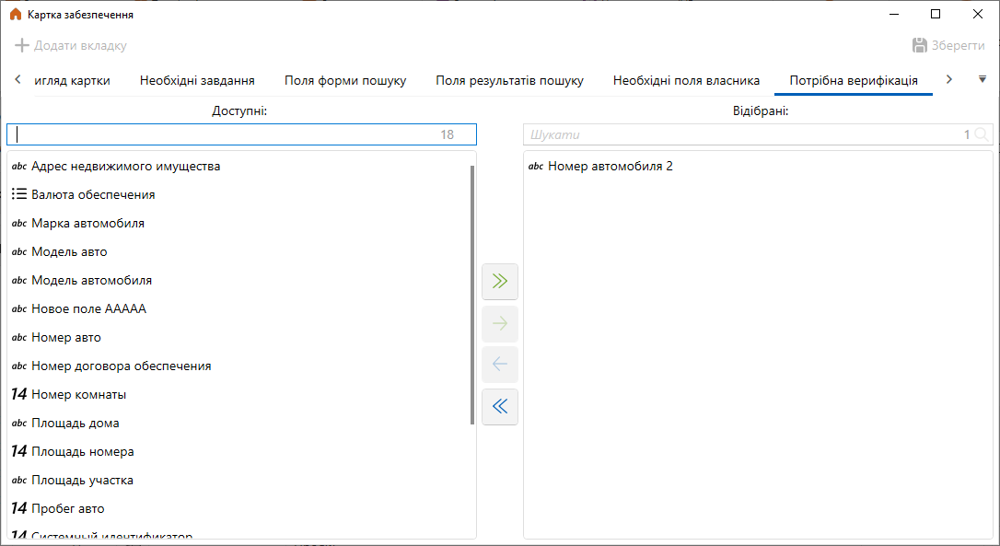 Картка забезпечення
Додати вкладку
Зберегти
игляд картки
Необхідні завдання
Поля форми пошуку
Поля результатів пошуку
Необхідні поля власника
Потрібна верифікація
Доступні:
Відібрані:
18
Шукати
1
abc Адрес недвижимого имущества
Валюта обеспечения
abc Марка автомобиля
abc Модель авто
abc Модель автомобиля
abc Новое поле ААААА
abc Номер авто
abc Номер договора обеспечения
14 Номер комнаты
abc Площадь дома
14 Площадь номера
abc Площадь участка
14 Пробег авто
14 Системный идентификатор
abc Номер автомобиля 2